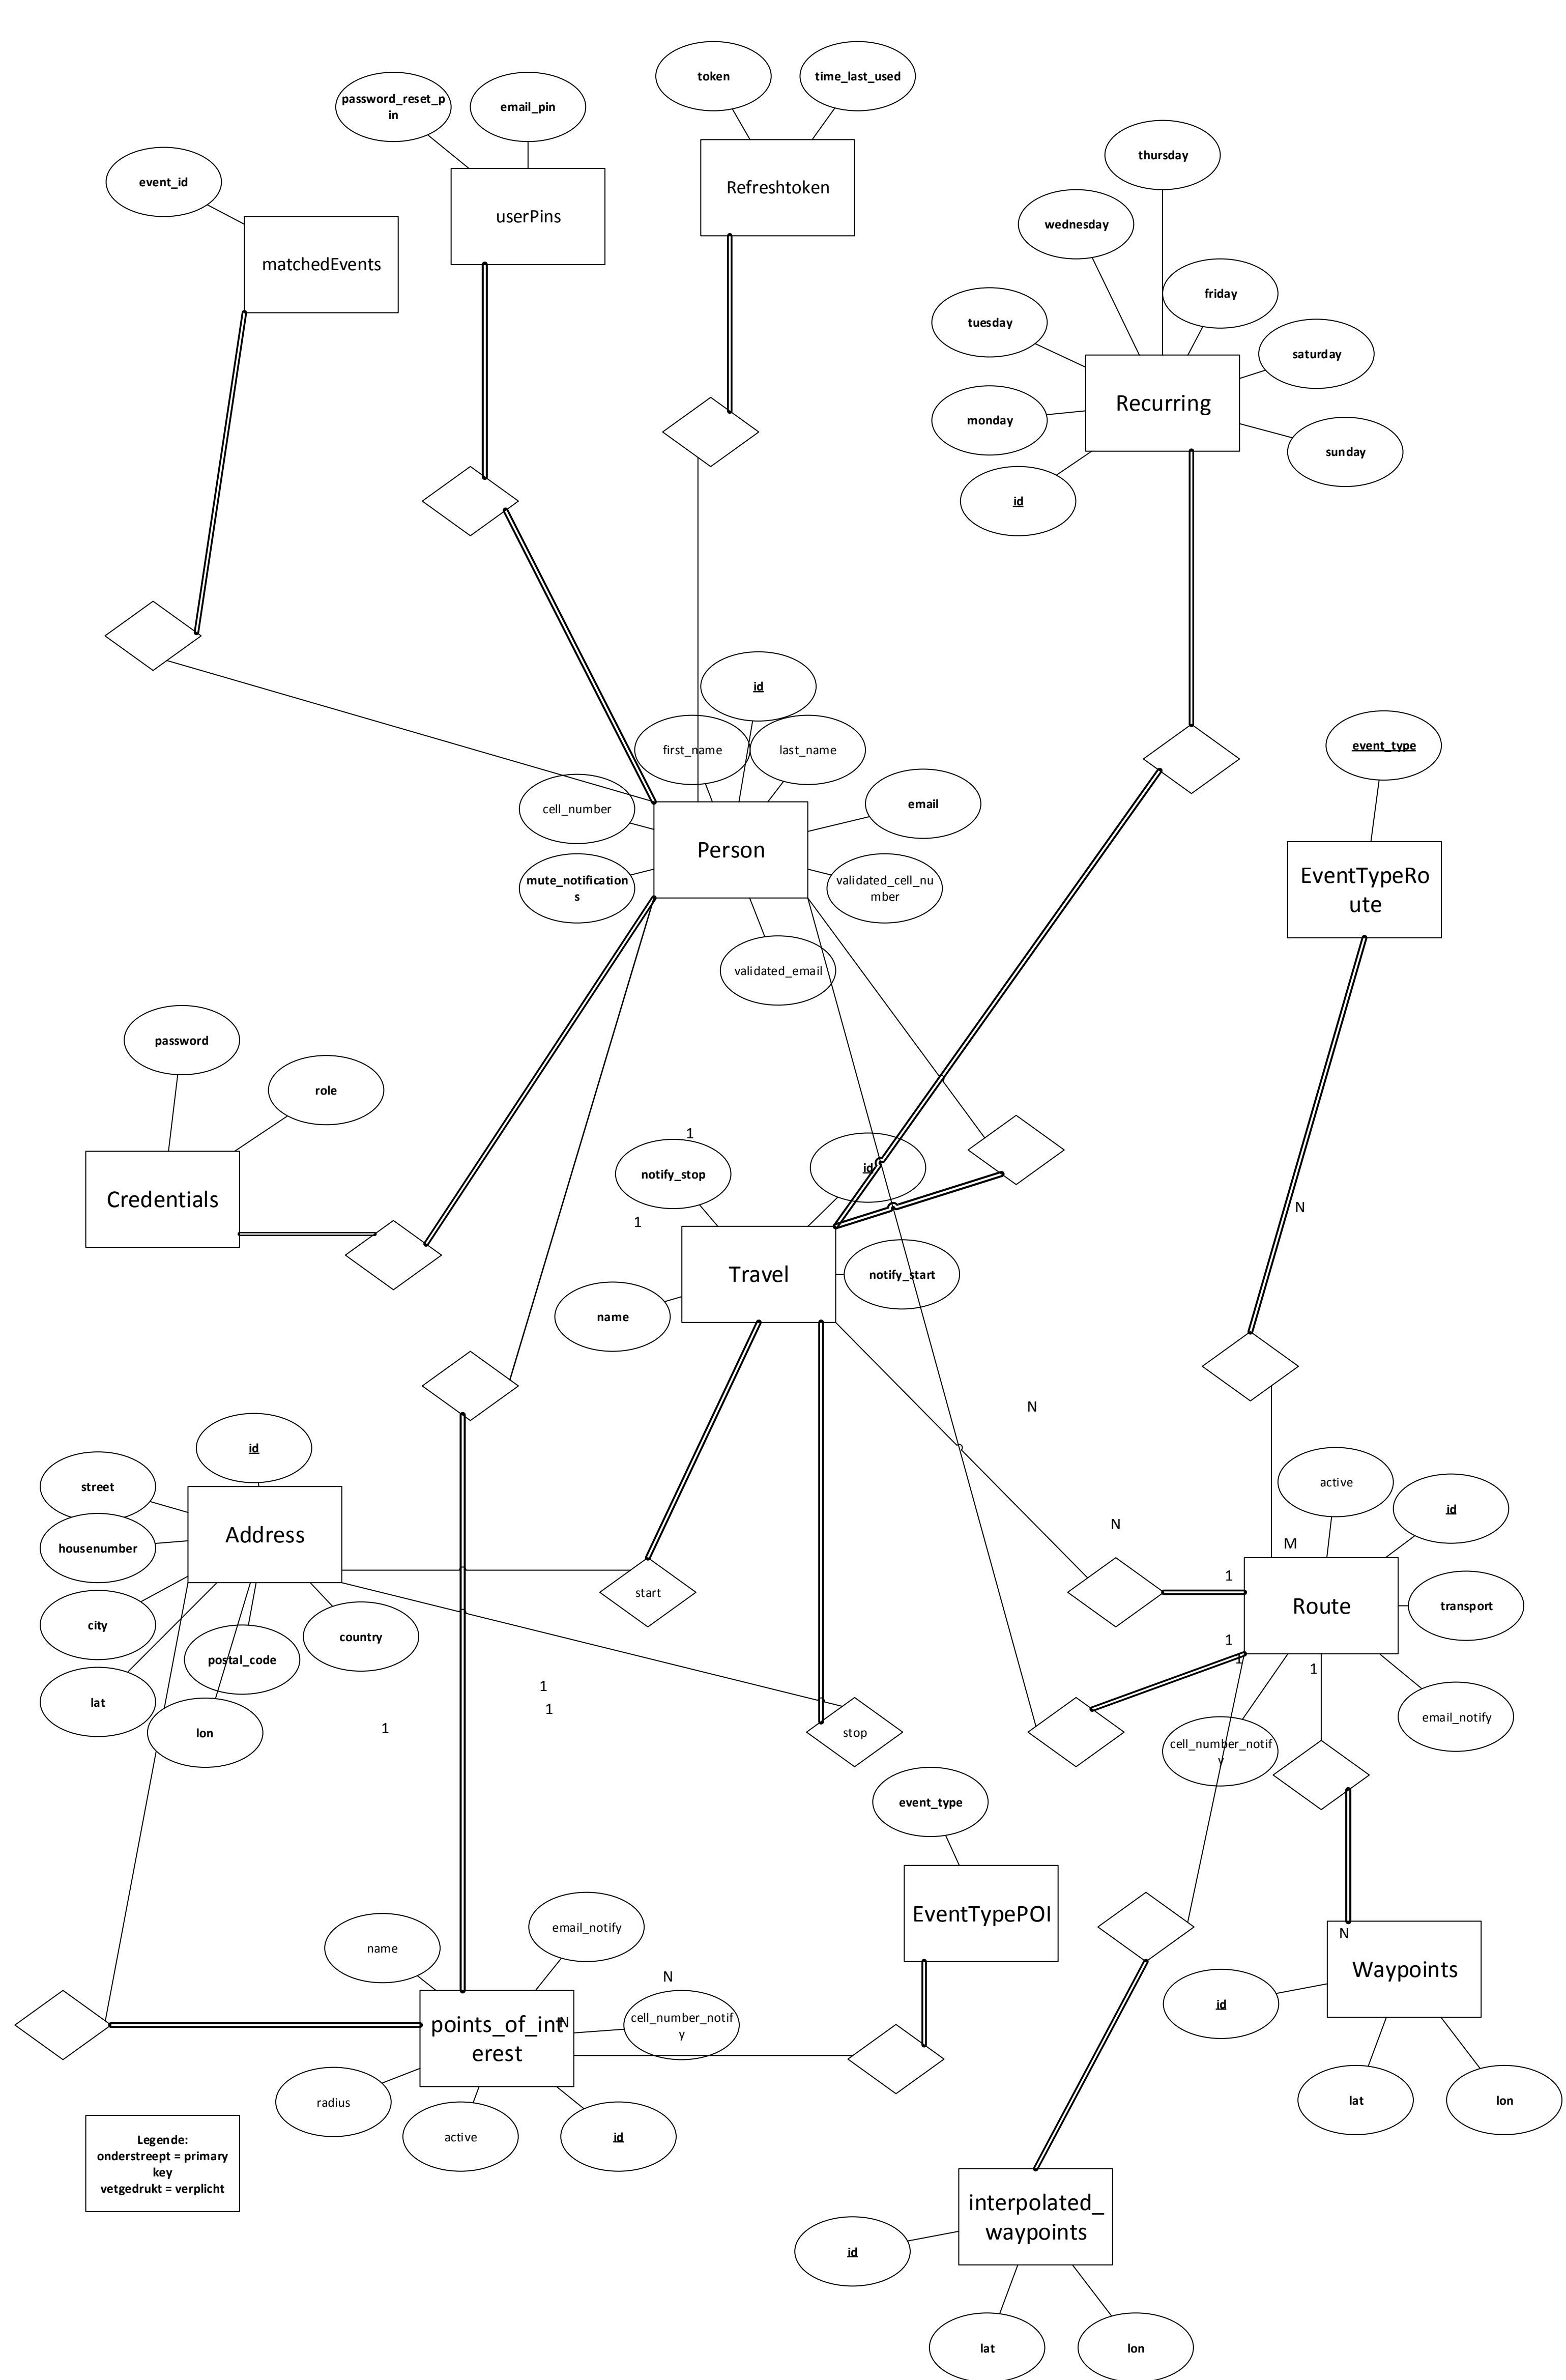 token
time_last_used
password_reset_p
in
email_pin
thursday
event_id
Refreshtoken
userPins
wednesday
matchedEvents
friday
tuesday
saturday
Recurring
monday
sunday
id
id
first_name
last_name
event_type
cell_number
email
Person
mute_notification
s
validated_cell_nu
mber
EventTypeRo
ute
validated_email
password
role
1
notify_stop
id
Credentials
1
N
Travel
notify_start
name
N
id
street
active
id
housenumber
Address
N
M
1
start
Route
transport
city
postal_code
country
1
1
1
lat
lon
1
1
1
stop
cell_number_notif
y
email_notify
event_type
email_notify
name
EventTypePOI
N
N
Waypoints
id
points_of_int
erest
N
cell_number_notif
y
radius
active
id
lat
lon
Legende:
onderstreept = primary
key
vetgedrukt = verplicht
interpolated_
waypoints
id
lat
lon